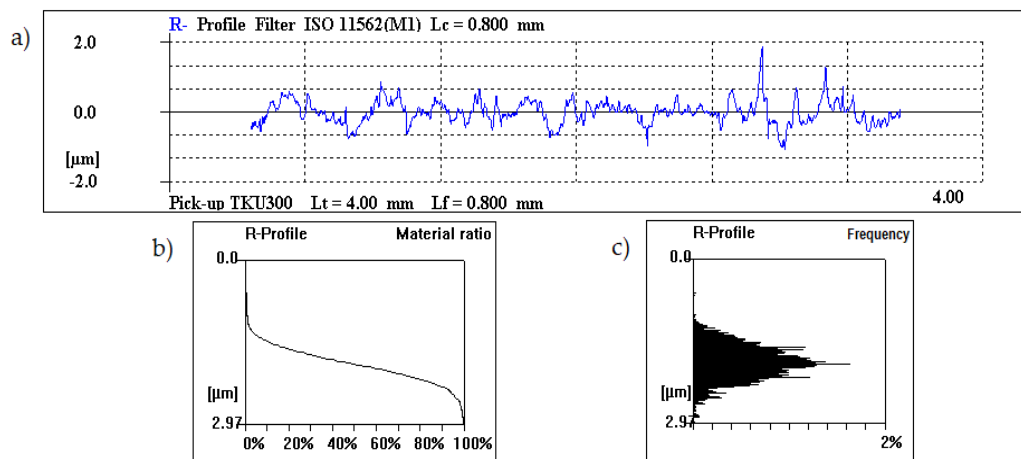 a)
R- Profile Filter ISO 11562(M1) Lc = 0.800 mm
2.0
0.0
[µm]
-2.0
Pick-up TKU300 Lt = 4.00 mm Lf = 0.800 mm
4.00
b)
R-Profile Material ratio
0.0
[µm]
2.97
0% 20% 40% 60% 80% 100%
c)
R-Profile Frequency
0.0
[µm]
2.97
2%